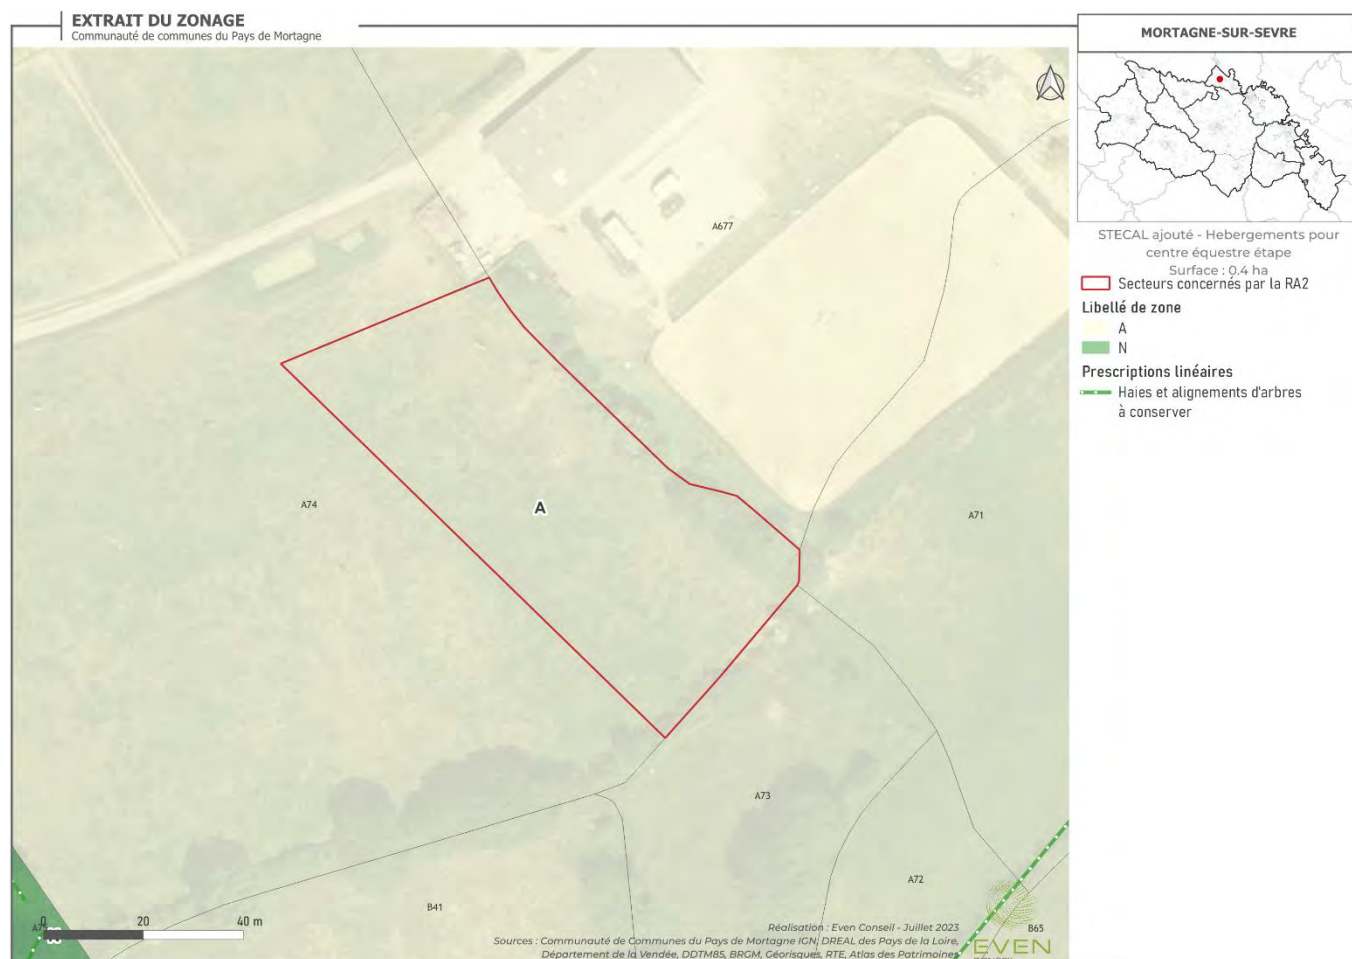 EXTRAIT DU ZONAGE
Communauté de communes du Pays de Mortagne
MORTAGNE-SUR-SEVRE
STECAL ajouté - Hebergements pour
centre équestre étape
Surface : 0.4 ha
Secteurs concernés par la RA2
Libellé de zone
A
N
Prescriptions linéaires
Haies et alignements d'arbres
à conserver
A677
A74
A
A71
A73
A72
B41
B65
0 20 40 m
Réalisation : Even Conseil - Juillet 2023
Sources : Communauté de Communes du Pays de Mortagne IGN, DREAL des Pays de la Loire,
Département de la Vendée, DDTM85, BRGM, Géorisques, RTE, Atlas des Patrimoines
EVEN